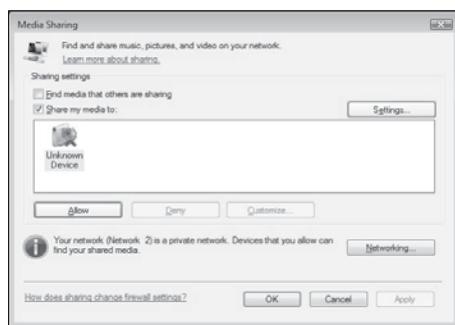 Media Sharing
Find and share music, pictures, and video on your network.
Learn more about sharing.
Sharing settings
Find media that others are sharing
Share my media to:
Settings...
Unknown
Device
Allow
Deny
Customize...
Your network (Network 2) is a private network. Devices that you allow can
find your shared media.
Networking...
How does sharing change firewall settings?
OK
Cancel
Apply